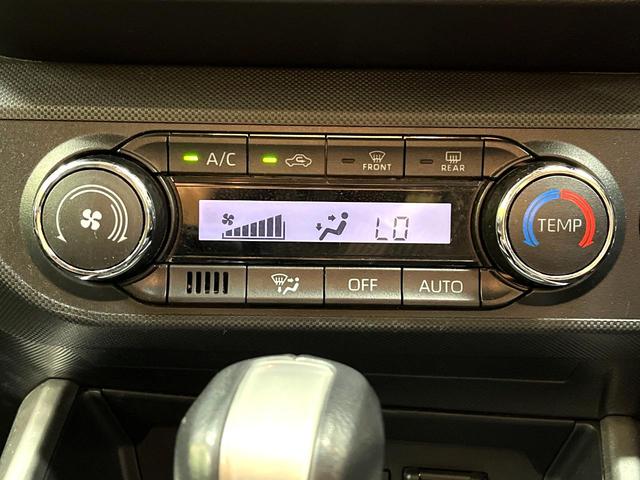 A/C
FRONT
REAR
LO
TEMP
OFF
AUTO